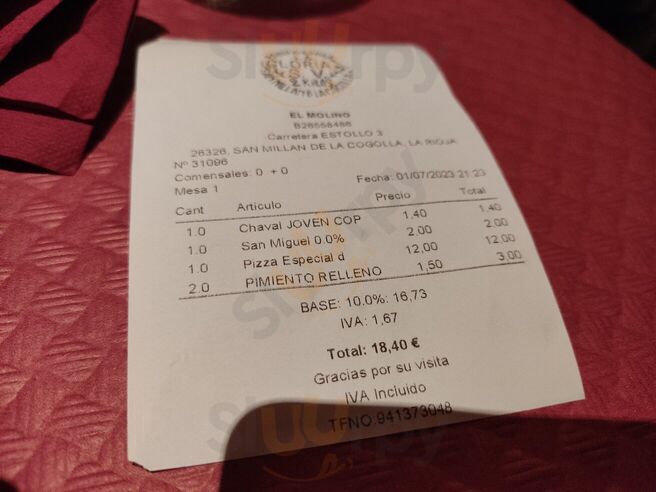 EL MOLINO
B26558486
Carretera ESTOLLO 3
26326, SAN MILLAN DE LA COGOLLA, LA RIOJA
Nº 31096
Comensales: 0 + 0
Mesa 1 Fecha: 01/07/2023 21:23
Cant Articulo Precio Total
1.0 Chaval JOVEN COP 1,40 1,40
1.0 San Miguel 0.0% 2,00 2,00
1.0 Pizza Especial d 12,00 12,00
2.0 PIMIENTO RELLENO 1,50 3,00
BASE: 10.0%: 16,73
IVA: 1,67
Total: 18,40 €
Gracias por su visita
IVA Incluido
TFNO:941373048
Sluurpy
Sluurpy
Sluurpy